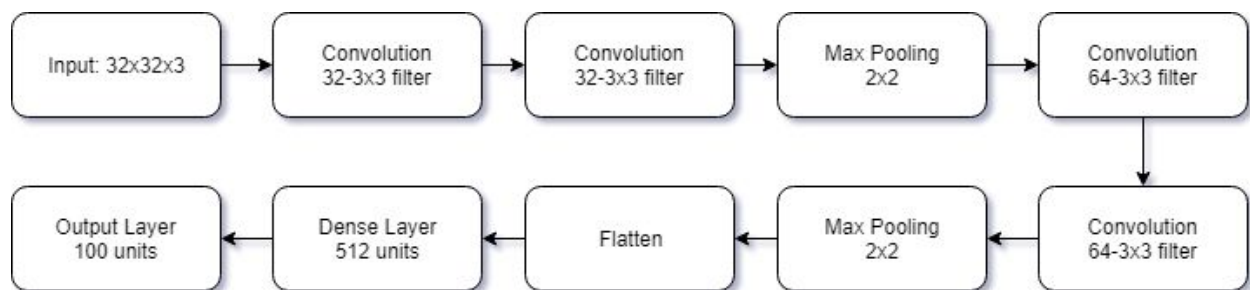 Input: 32x32x3
Convolution
32-3x3 filter
Convolution
32-3x3 filter
Max Pooling
2x2
Convolution
64-3x3 filter
Convolution
64-3x3 filter
Max Pooling
2x2
Flatten
Dense Layer
512 units
Output Layer
100 units